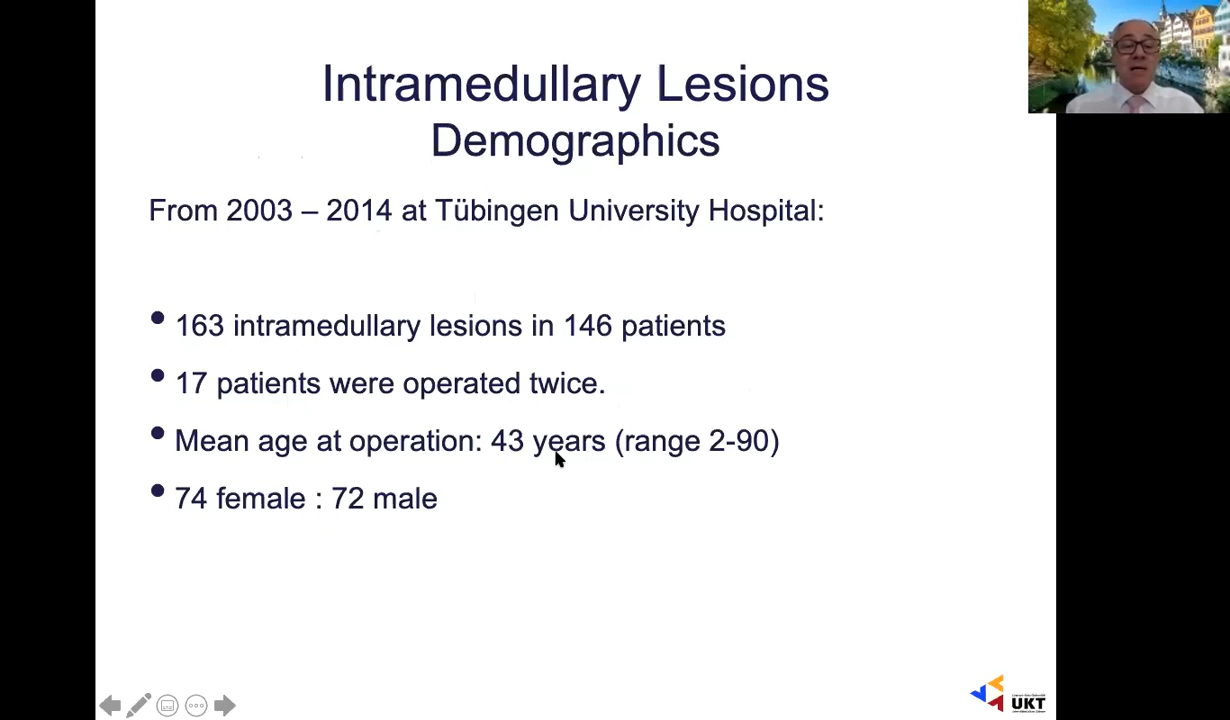 Intramedullary Lesions
Demographics
From 2003 – 2014 at Tübingen University Hospital:
• 163 intramedullary lesions in 146 patients
• 17 patients were operated twice.
• Mean age at operation: 43 years (range 2-90)
• 74 female : 72 male
UKT